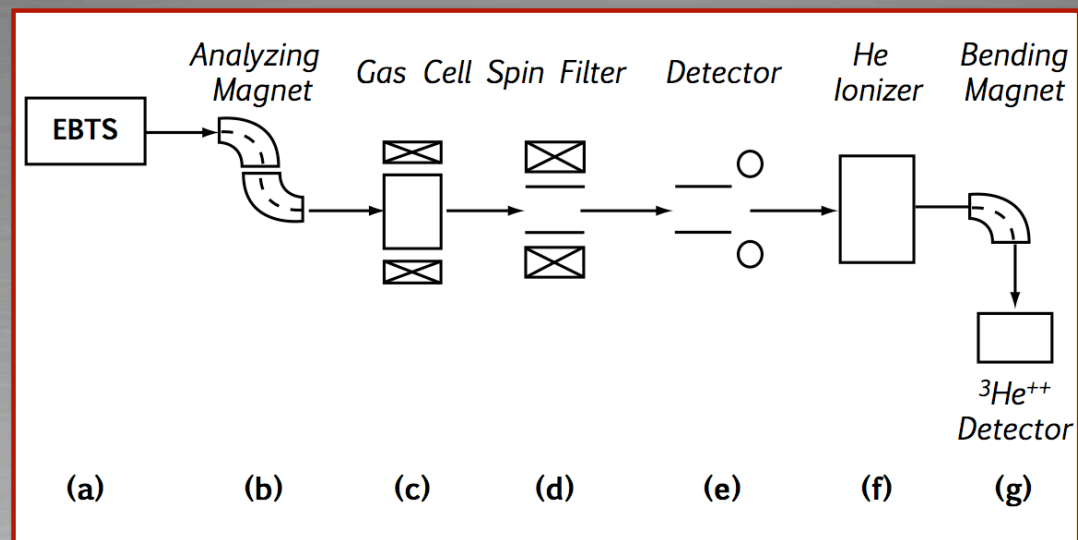 Analyzing
Magnet
Gas Cell
Spin Filter
Detector
He
Ionizer
Bending
Magnet
EBTS
³He⁺⁺
Detector
(a)
(b)
(c)
(d)
(e)
(f)
(g)